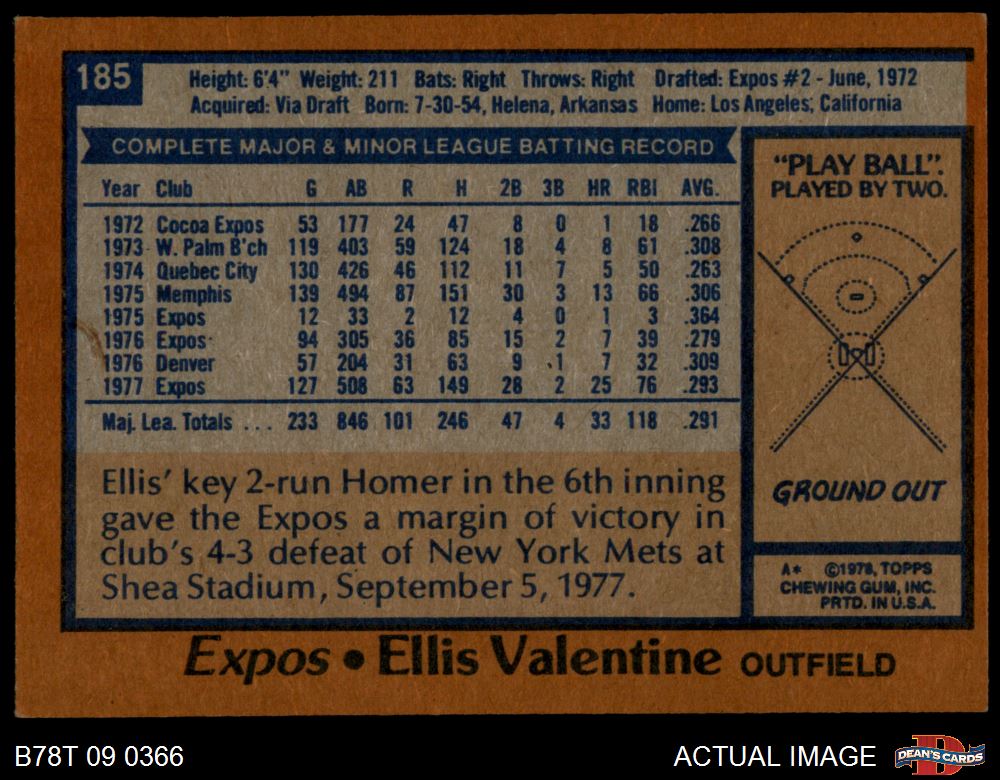 185
Height: 6'4" Weight: 211 Bats: Right Throws: Right Drafted: Expos #2 - June, 1972
Acquired: Via Draft Born: 7-30-54, Helena, Arkansas Home: Los Angeles, California
COMPLETE MAJOR & MINOR LEAGUE BATTING RECORD
Year Club G AB R H 2B 3B HR RBI AVG.
1972 Cocoa Expos 53 177 24 47 8 0 1 18 .266
1973 W. Palm B'ch 119 403 59 124 18 4 8 61 .308
1974 Quebec City 130 426 46 112 11 7 5 50 .263
1975 Memphis 139 494 87 151 30 3 13 66 .306
1975 Expos 12 33 2 12 4 0 1 3 .364
1976 Expos 94 305 36 85 15 2 7 39 .279
1976 Denver 57 204 31 63 9 1 7 32 .309
1977 Expos 127 508 63 149 28 2 25 76 .293
Maj. Lea. Totals ... 233 846 101 246 47 4 33 118 .291
Ellis' key 2-run Homer in the 6th inning
gave the Expos a margin of victory in
club's 4-3 defeat of New York Mets at
Shea Stadium, September 5, 1977.
"PLAY BALL".
PLAYED BY TWO.
GROUND OUT
A* ©1978, TOPPS
CHEWING GUM, INC.
PRTD. IN U.S.A.
Expos • Ellis Valentine OUTFIELD
B78T 09 0366
ACTUAL IMAGE
DEAN'S CARDS